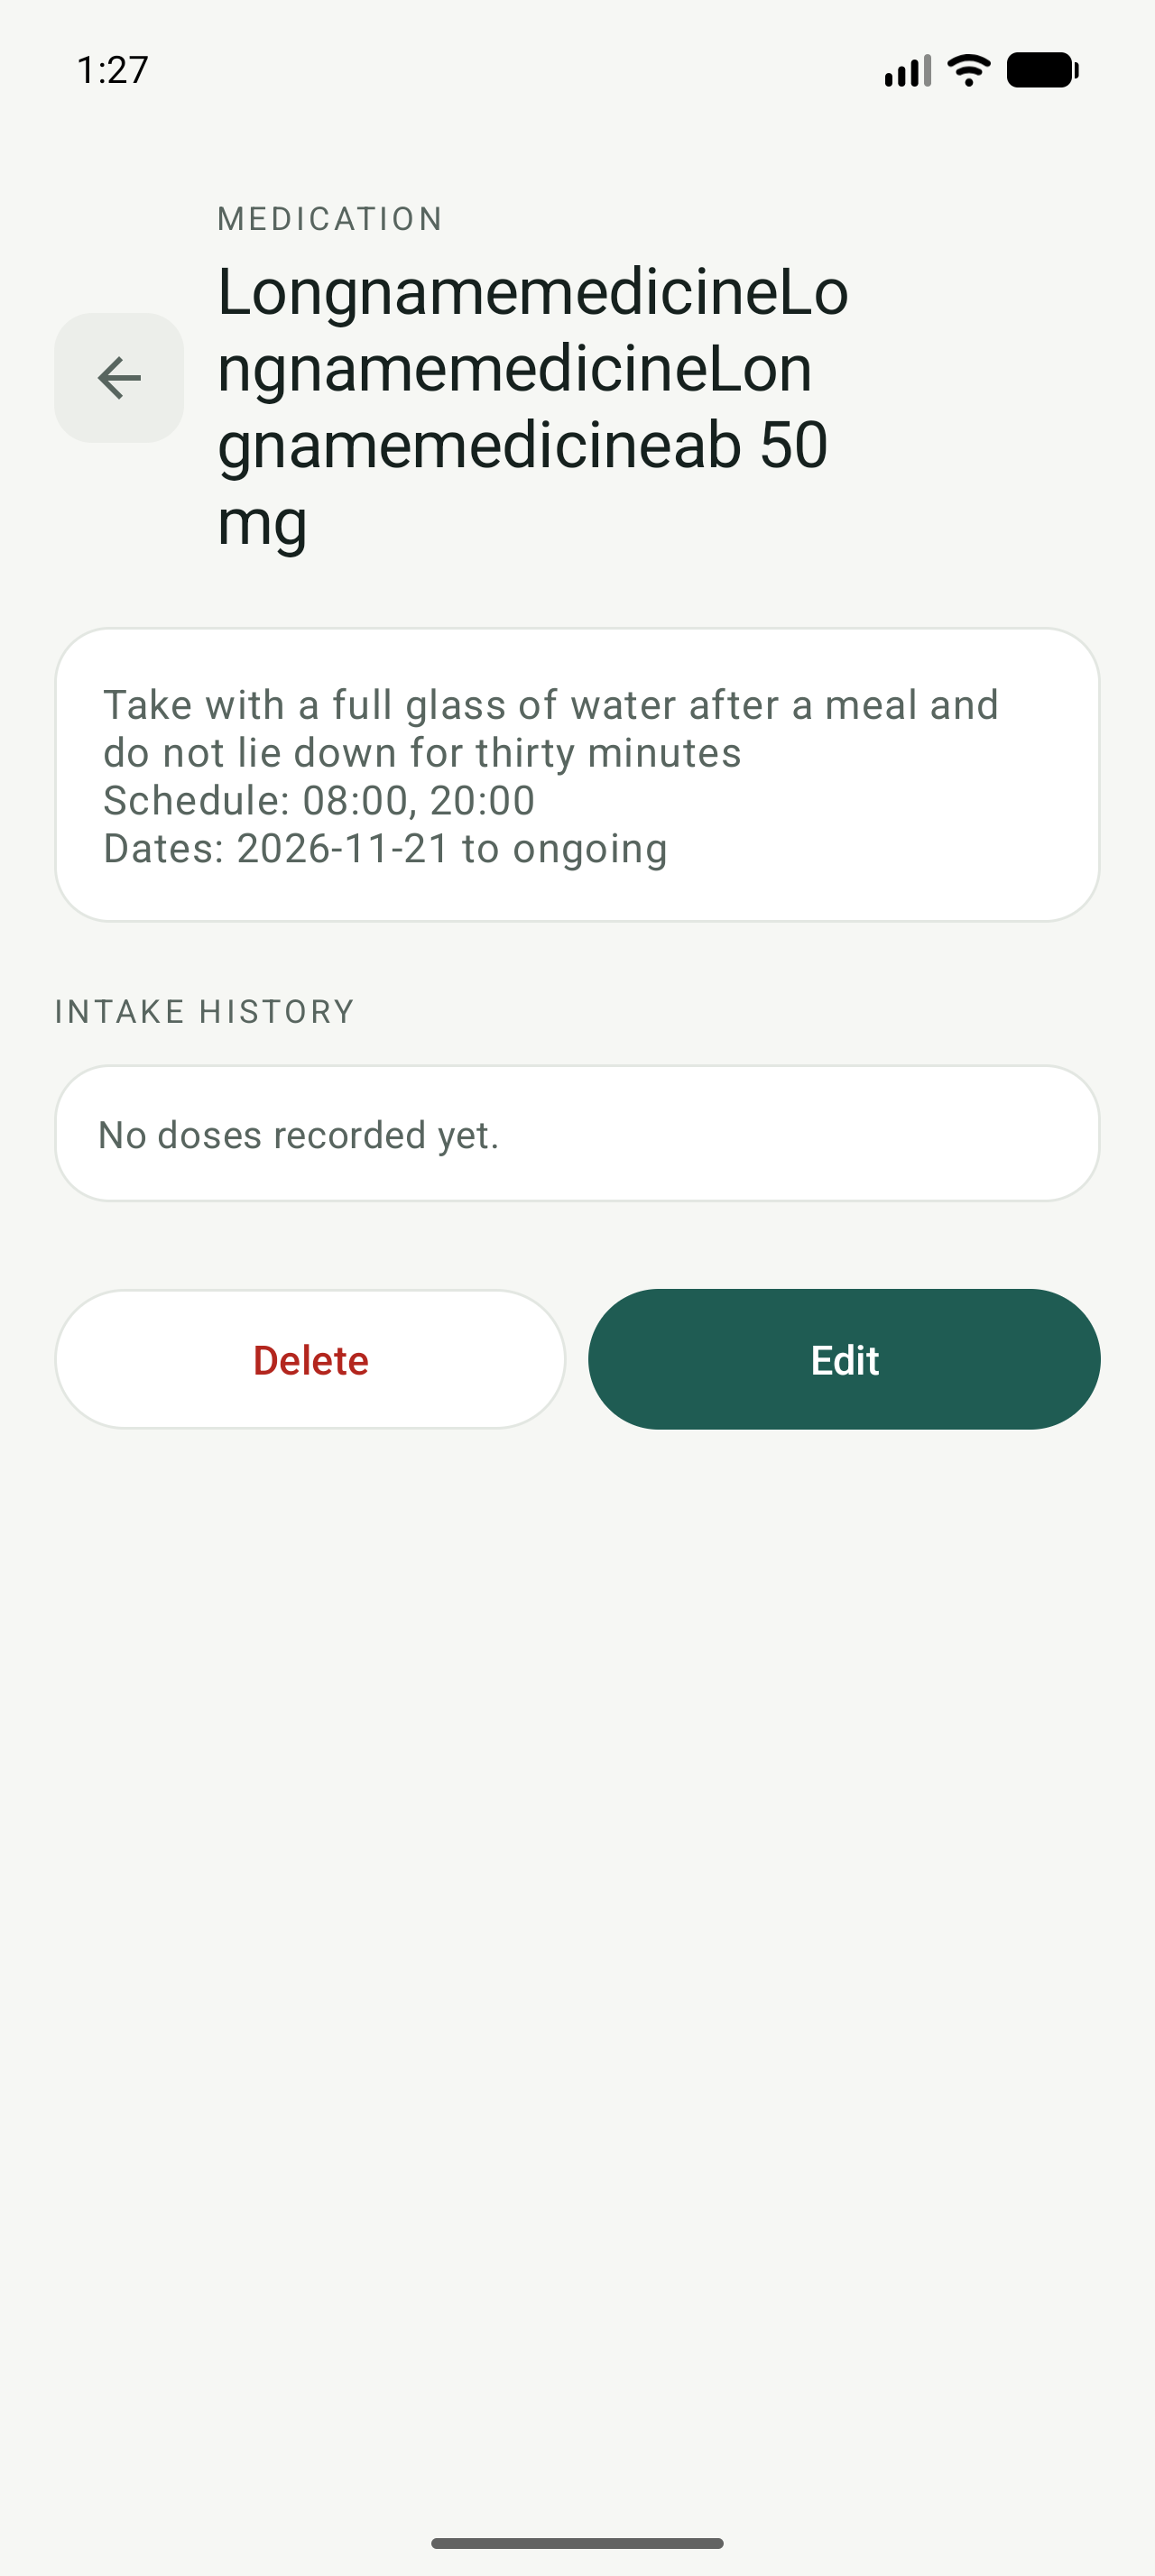 1:27
MEDICATION
LongnamemedicineLo
ngnamemedicineLon
gnamemedicineab 50
mg
Take with a full glass of water after a meal and
do not lie down for thirty minutes
Schedule: 08:00, 20:00
Dates: 2026-11-21 to ongoing
INTAKE HISTORY
No doses recorded yet.
Delete
Edit